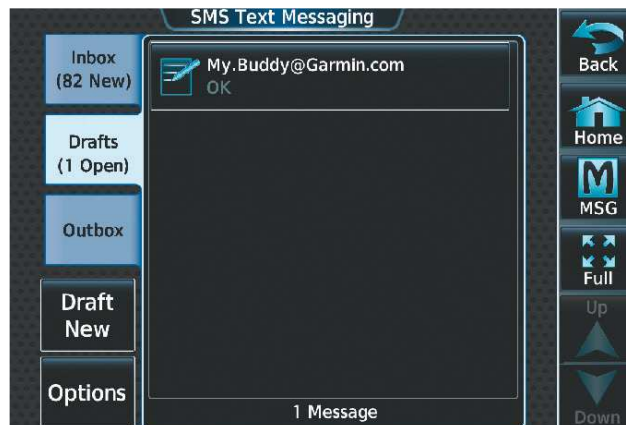 SMS Text Messaging
Inbox
(82 New)
Drafts
(1 Open)
Outbox
Draft
New
Options
My.Buddy@Garmin.com
OK
1 Message
Back
Home
MSG
Full
Up
Down